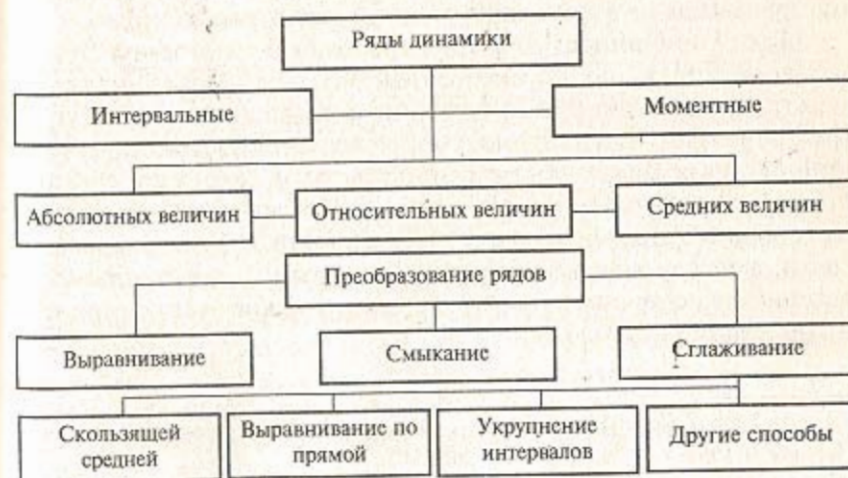 Ряды динамики
Интервальные
Моментные
Абсолютных величин
Относительных величин
Средних величин
Преобразование рядов
Выравнивание
Смыкание
Сглаживание
Скользящей
средней
Выравнивание по
прямой
Укрупнение
интервалов
Другие способы